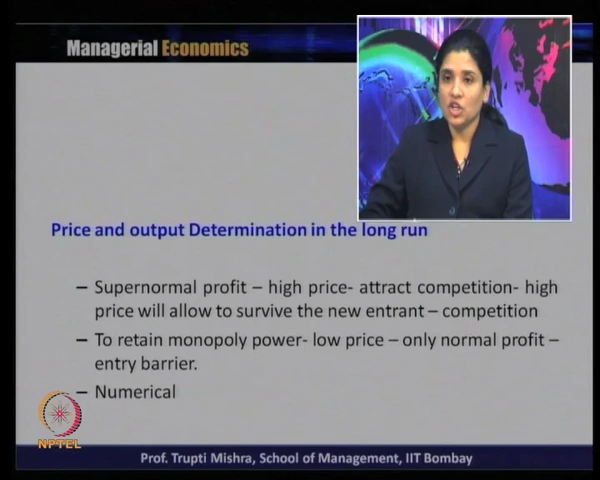 Managerial Economics
Price and output Determination in the long run
– Supernormal profit – high price- attract competition- high
price will allow to survive the new entrant – competition
– To retain monopoly power- low price – only normal profit –
entry barrier.
– Numerical
NPTEL
Prof. Trupti Mishra, School of Management, IIT Bombay